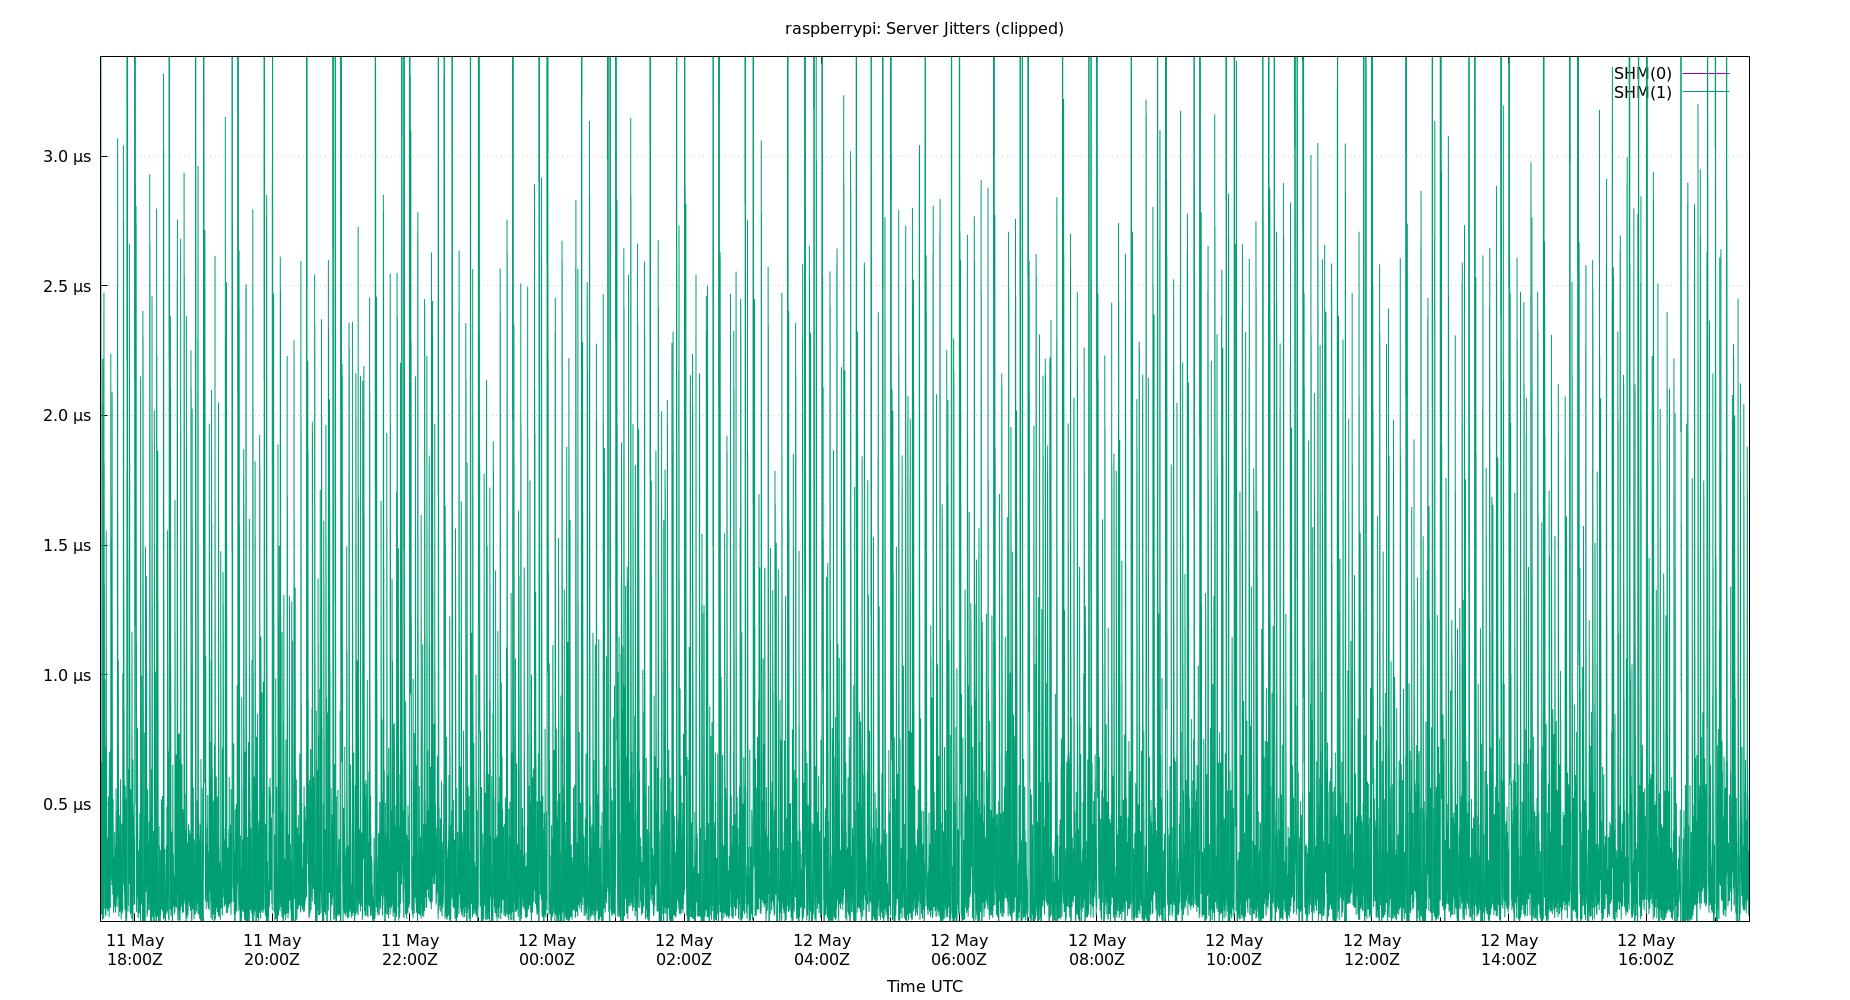 raspberrypi: Server Jitters (clipped)
SHM(0)
SHM(1)
3.0 µs
2.5 µs
2.0 µs
1.5 µs
1.0 µs
0.5 µs
11 May 11 May 11 May 12 May 12 May 12 May 12 May 12 May 12 May 12 May 12 May 12 May
18:00Z 20:00Z 22:00Z 00:00Z 02:00Z 04:00Z 06:00Z 08:00Z 10:00Z 12:00Z 14:00Z 16:00Z
Time UTC